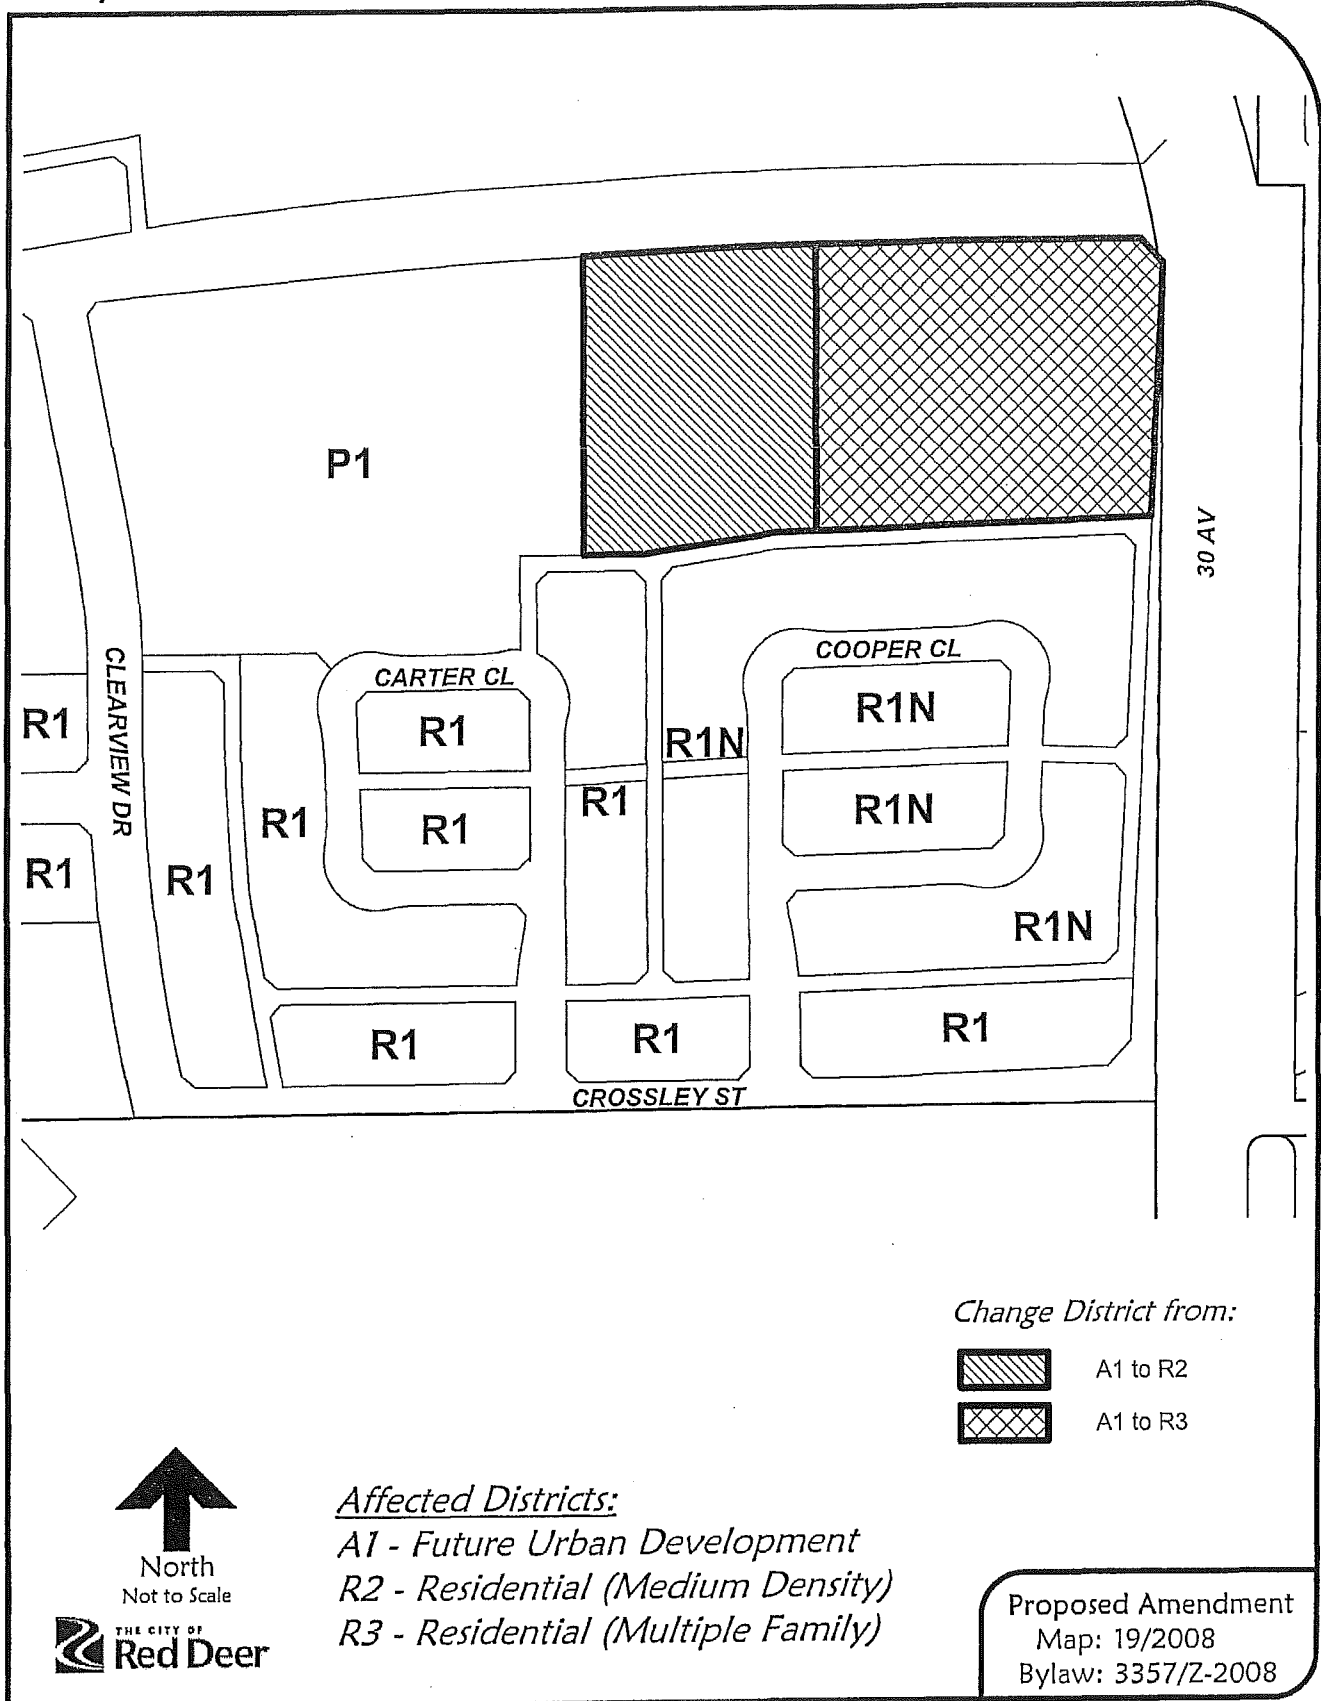 P1
30 AV
CLEARVIEW DR
CARTER CL
COOPER CL
R1
R1
R1N
R1N
R1
R1
R1
R1N
R1
R1
R1
R1N
R1
R1
R1
CROSSLEY ST
Change District from:
A1 to R2
A1 to R3
North
Not to Scale
THE CITY OF
Red Deer
Affected Districts:
A1 - Future Urban Development
R2 - Residential (Medium Density)
R3 - Residential (Multiple Family)
Proposed Amendment
Map: 19/2008
Bylaw: 3357/Z-2008